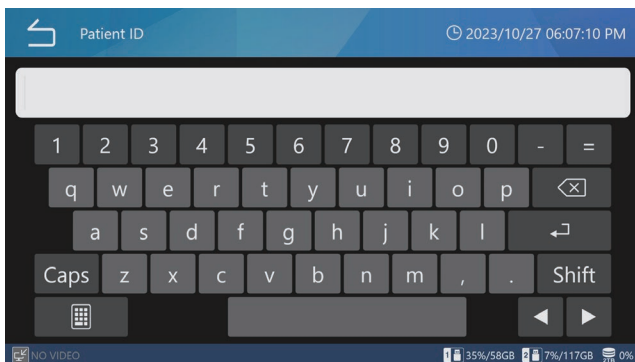 Patient ID 2023/10/27 06:07:10 PM
1 2 3 4 5 6 7 8 9 0 - =
q w e r t y u i o p
a s d f g h j k l
Caps z x c v b n m , . Shift
NO VIDEO 1 35%/58GB 2 7%/117GB 2TB 0%